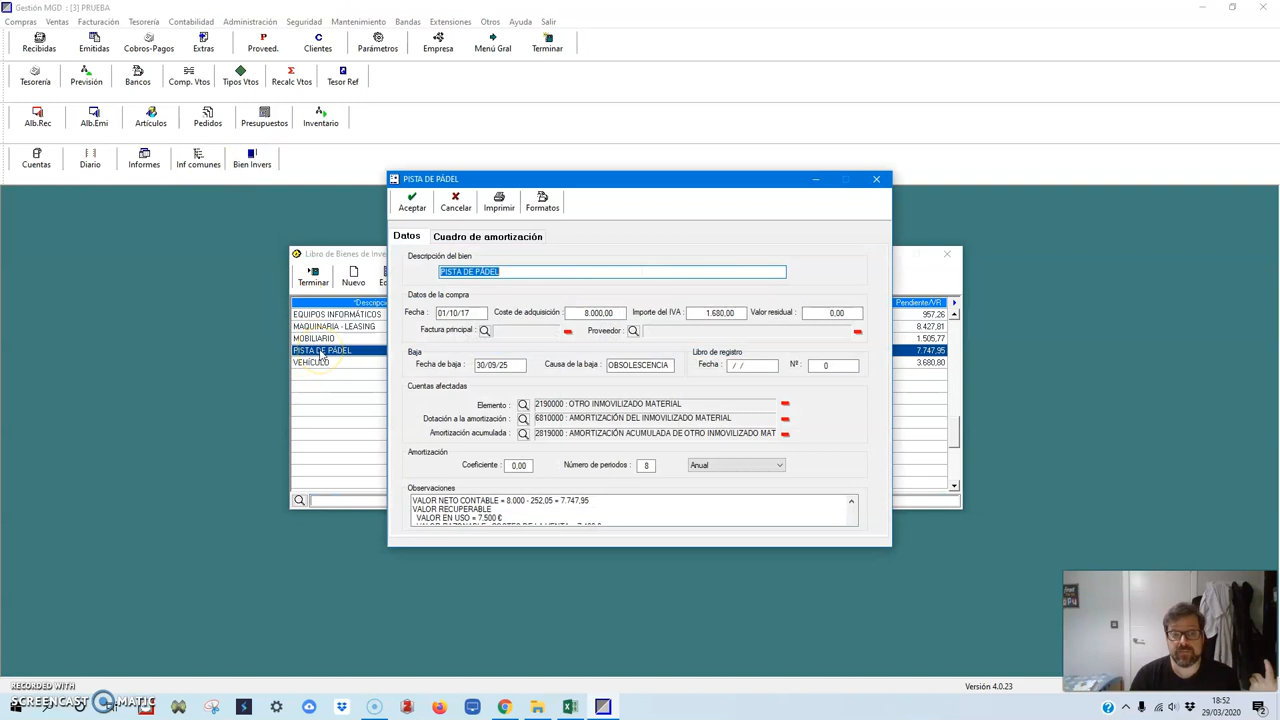 Gestión MGD : [3] PRUEBA
Compras Ventas Facturación Tesorería Contabilidad Administración Seguridad Mantenimiento Bandas Extensiones Otros Ayuda Salir
Recibidas Emitidas Cobros-Pagos Extras Proveed. Clientes Parámetros Empresa Menú Gral Terminar
Tesorería Previsión Bancos Comp. Vtos Tipos Vtos Recalc Vtos Tesor Ref
Alb.Rec Alb.Emi Artículos Pedidos Presupuestos Inventario
Cuentas Diario Informes Inf comunes Bien Invers
PISTA DE PÁDEL
Aceptar Cancelar Imprimir Formatos
Datos Cuadro de amortización
Descripción del bien
PISTA DE PÁDEL
Datos de la compra
Fecha : 01/10/17 Coste de adquisición : 8.000,00 Importe del IVA : 1.680,00 Valor residual : 0,00
Factura principal : Proveedor :
Baja Libro de registro
Fecha de baja : 30/09/25 Causa de la baja : OBSOLESCENCIA Fecha : / / Nº : 0
Cuentas afectadas
Elemento : 2190000 : OTRO INMOVILIZADO MATERIAL
Dotación a la amortización : 6810000 : AMORTIZACIÓN DEL INMOVILIZADO MATERIAL
Amortización acumulada : 2819000 : AMORTIZACIÓN ACUMULADA DE OTRO INMOVILIZADO MAT
Amortización
Coeficiente : 0,00 Número de periodos : 8 Anual
Observaciones
VALOR NETO CONTABLE = 8.000 - 252,05 = 7.747,95
VALOR RECUPERABLE
VALOR EN USO = 7.500 €
Libro de Bienes de Inve
Terminar Nuevo Ed
*Descripc Pendiente/VR
EQUIPOS INFORMÁTICOS 957,26
MAQUINARIA - LEASING 8.427,81
MOBILIARIO 1.505,77
PISTA DE PÁDEL 7.747,95
VEHÍCULO 3.680,80
Versión 4.0.23
RECORDED WITH
SCREENCAST MATIC
18:52
29/03/2020
2